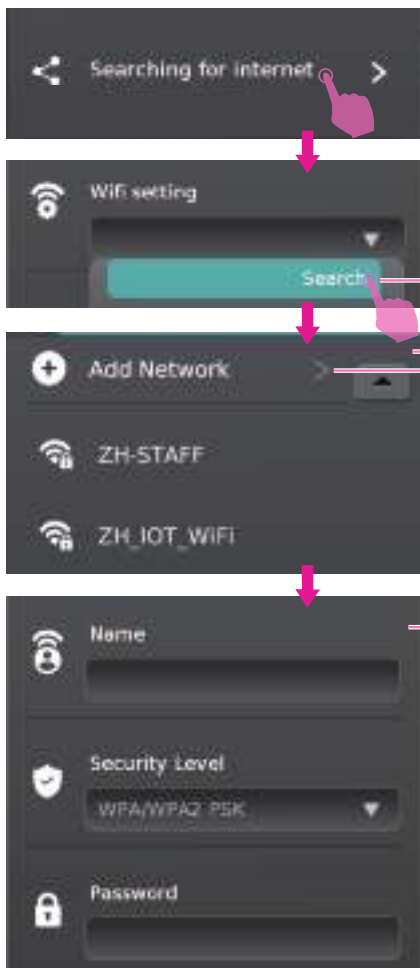 Searching for internet
Wifi setting
Search
Add Network
ZH-STAFF
ZH_IOT_WiFi
Name
Security Level
WPA/WPA2 PSK
Password